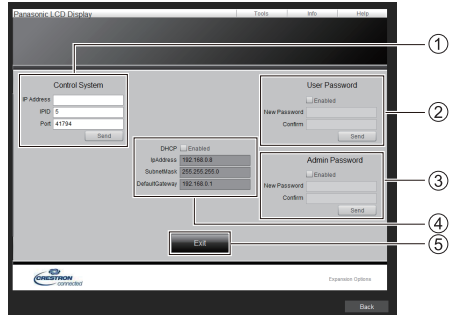 Panasonic LCD Display
Tools Info Help
①
Control System
IP Address
IPID 5
Port 41794
Send
User Password
Enabled
New Password
Confirm
Send
②
DHCP Enabled
IpAddress 192.168.0.8
SubnetMask 255.255.255.0
DefaultGateway 192.168.0.1
④
Admin Password
Enabled
New Password
Confirm
Send
③
Exit
⑤
CRESTRON
connected
Expansion Options
Back